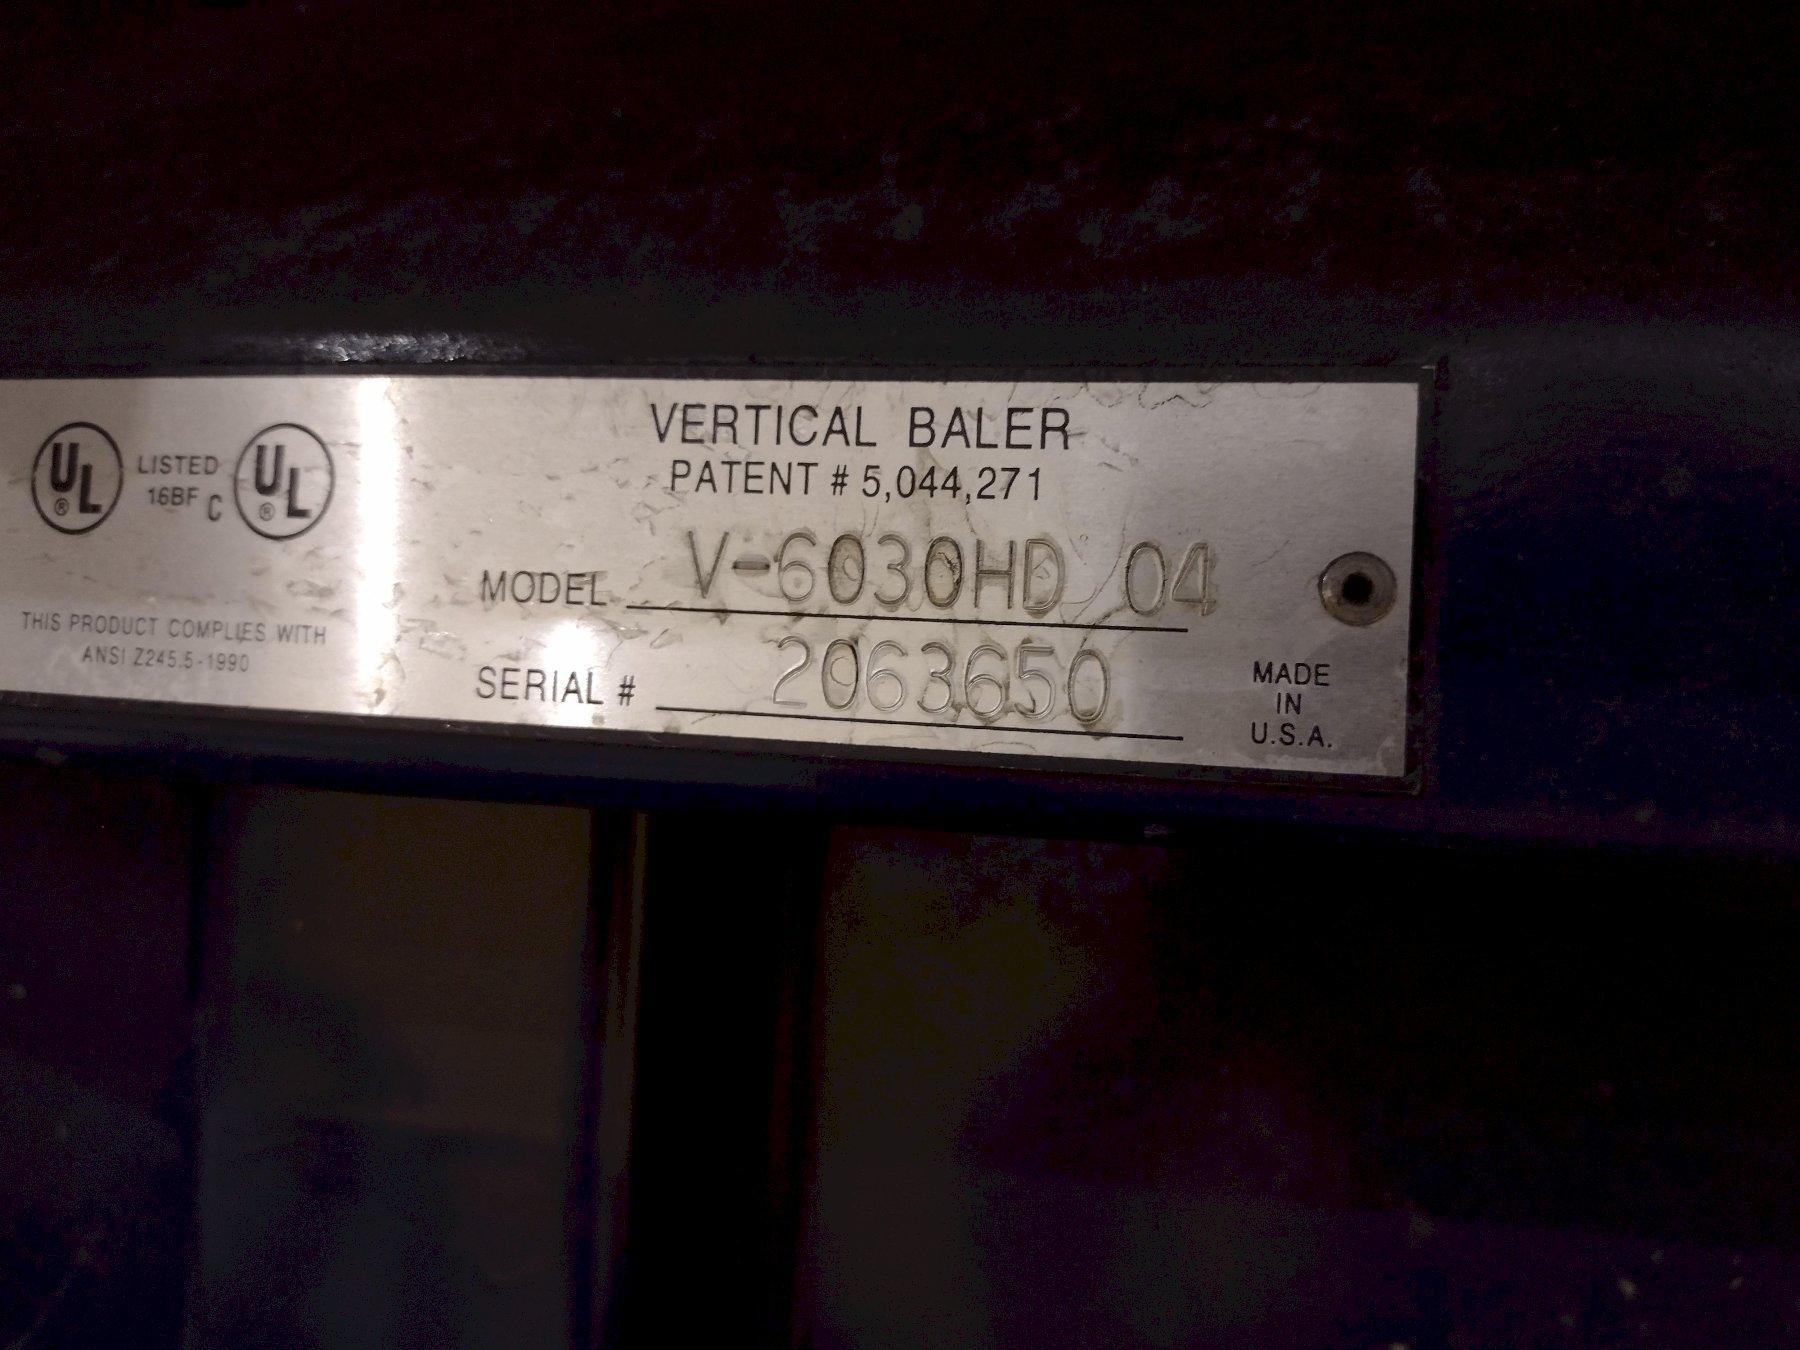 UL ® LISTED 16BF C UL ®
THIS PRODUCT COMPLIES WITH
ANSI Z245.5-1990
VERTICAL BALER
PATENT # 5,044,271
MODEL V-6030HD 04
SERIAL # 2063650
MADE
IN
U.S.A.